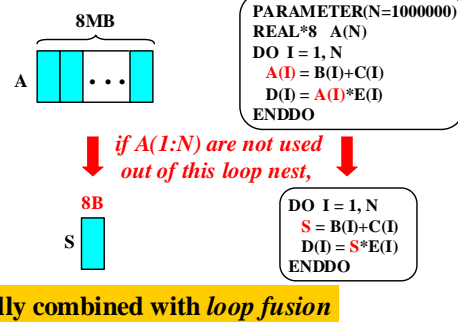 8MB
A
...
PARAMETER(N=1000000)
REAL*8 A(N)
DO I = 1, N
A(I) = B(I)+C(I)
D(I) = A(I)*E(I)
ENDDO
if A(1:N) are not used
out of this loop nest,
8B
S
DO I = 1, N
S = B(I)+C(I)
D(I) = S*E(I)
ENDDO
combined with loop fusion